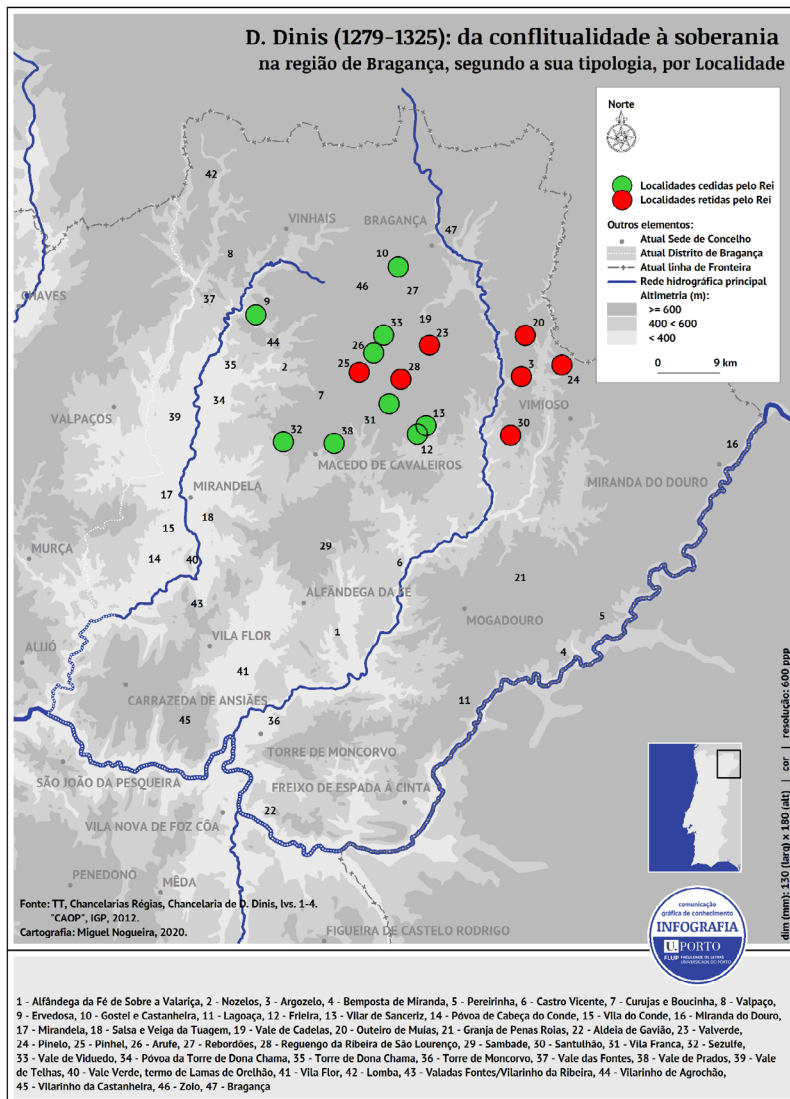 D. Dinis (1279-1325): da conflitualidade à soberania
na região de Bragança, segundo a sua tipologia, por Localidade
Norte
Localidades cedidas pelo Rei
Localidades retidas pelo Rei
Outros elementos:
Atual Sede de Concelho
Atual Distrito de Bragança
Atual linha de Fronteira
Rede hidrográfica principal
Altimetria (m):
>= 600
400 < 600
< 400
0 9 km
42
VINHAIS
BRAGANÇA
47
8
10
46
27
CHAVES
37
9
19
33
23
20
44
26
35
2
25
28
3
24
34
7
VALPAÇOS
39
31
13
VIMIOSO
32
38
30
12
16
MACEDO DE CAVALEIROS
MIRANDA DO DOURO
17
MIRANDELA
18
15
29
MURÇA
14
40
6
21
ALFÂNDEGA DA FÉ
43
MOGADOURO
5
1
VILA FLOR
ALIJÓ
4
41
CARRAZEDA DE ANSIÃES
11
45
36
TORRE DE MONCORVO
SÃO JOÃO DA PESQUEIRA
FREIXO DE ESPADA À CINTA
22
VILA NOVA DE FOZ CÔA
PENEDONO
MÊDA
FIGUEIRA DE CASTELO RODRIGO
Fonte: TT, Chancelarias Régias, Chancelaria de D. Dinis, lvs. 1-4.
"CAOP", IGP, 2012.
Cartografia: Miguel Nogueira, 2020.
comunicação
gráfica de conhecimento
INFOGRAFIA
U. PORTO
FLUP FACULDADE DE LETRAS
UNIVERSIDADE DO PORTO
dim (mm): 130 (larg) x 180 (alt) | cor | resolução: 600 ppp
1 - Alfândega da Fé de Sobre a Valariça, 2 - Nozelos, 3 - Argozelo, 4 - Bemposta de Miranda, 5 - Pereirinha, 6 - Castro Vicente, 7 - Curujas e Boucinha, 8 - Valpaço,
9 - Ervedosa, 10 - Gostei e Castanheira, 11 - Lagoaça, 12 - Frieira, 13 - Vilar de Sanceriz, 14 - Póvoa de Cabeça do Conde, 15 - Vila do Conde, 16 - Miranda do Douro,
17 - Mirandela, 18 - Salsa e Veiga da Tuagem, 19 - Vale de Cadelas, 20 - Outeiro de Muías, 21 - Granja de Penas Roias, 22 - Aldeia de Gavião, 23 - Valverde,
24 - Pinelo, 25 - Pinhel, 26 - Arufe, 27 - Rebordões, 28 - Reguengo da Ribeira de São Lourenço, 29 - Sambade, 30 - Santulhão, 31 - Vila Franca, 32 - Sezulfe,
33 - Vale de Viduedo, 34 - Póvoa da Torre de Dona Chama, 35 - Torre de Dona Chama, 36 - Torre de Moncorvo, 37 - Vale das Fontes, 38 - Vale de Prados, 39 - Vale
de Telhas, 40 - Vale Verde, termo de Lamas de Orelhão, 41 - Vila Flor, 42 - Lomba, 43 - Valadas Fontes/Vilarinho da Ribeira, 44 - Vilarinho de Agrochão,
45 - Vilarinho da Castanheira, 46 - Zoio, 47 - Bragança